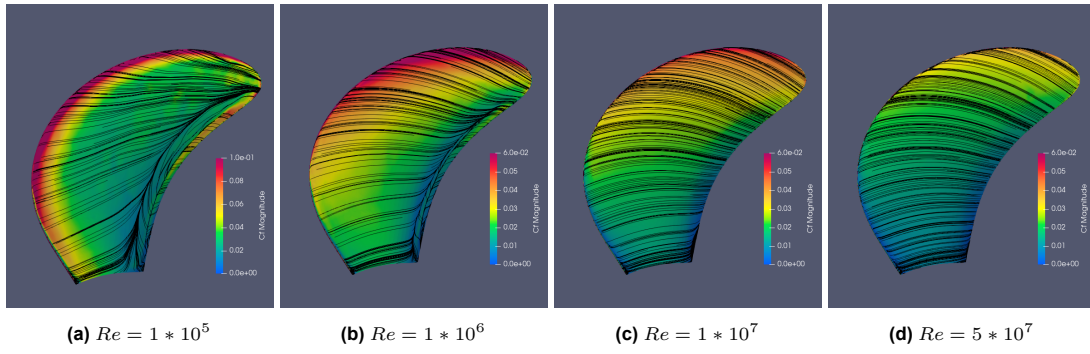 1.0e-01
0.08
0.06
0.04
0.02
0.0e+00
Cf Magnitude
6.0e-02
0.05
0.04
0.03
0.02
0.01
0.0e+00
Cf Magnitude
6.0e-02
0.05
0.04
0.03
0.02
0.01
0.0e+00
Cf Magnitude
6.0e-02
0.05
0.04
0.03
0.02
0.01
0.0e+00
Cf Magnitude
(a) Re = 1 * 10^5
(b) Re = 1 * 10^6
(c) Re = 1 * 10^7
(d) Re = 5 * 10^7